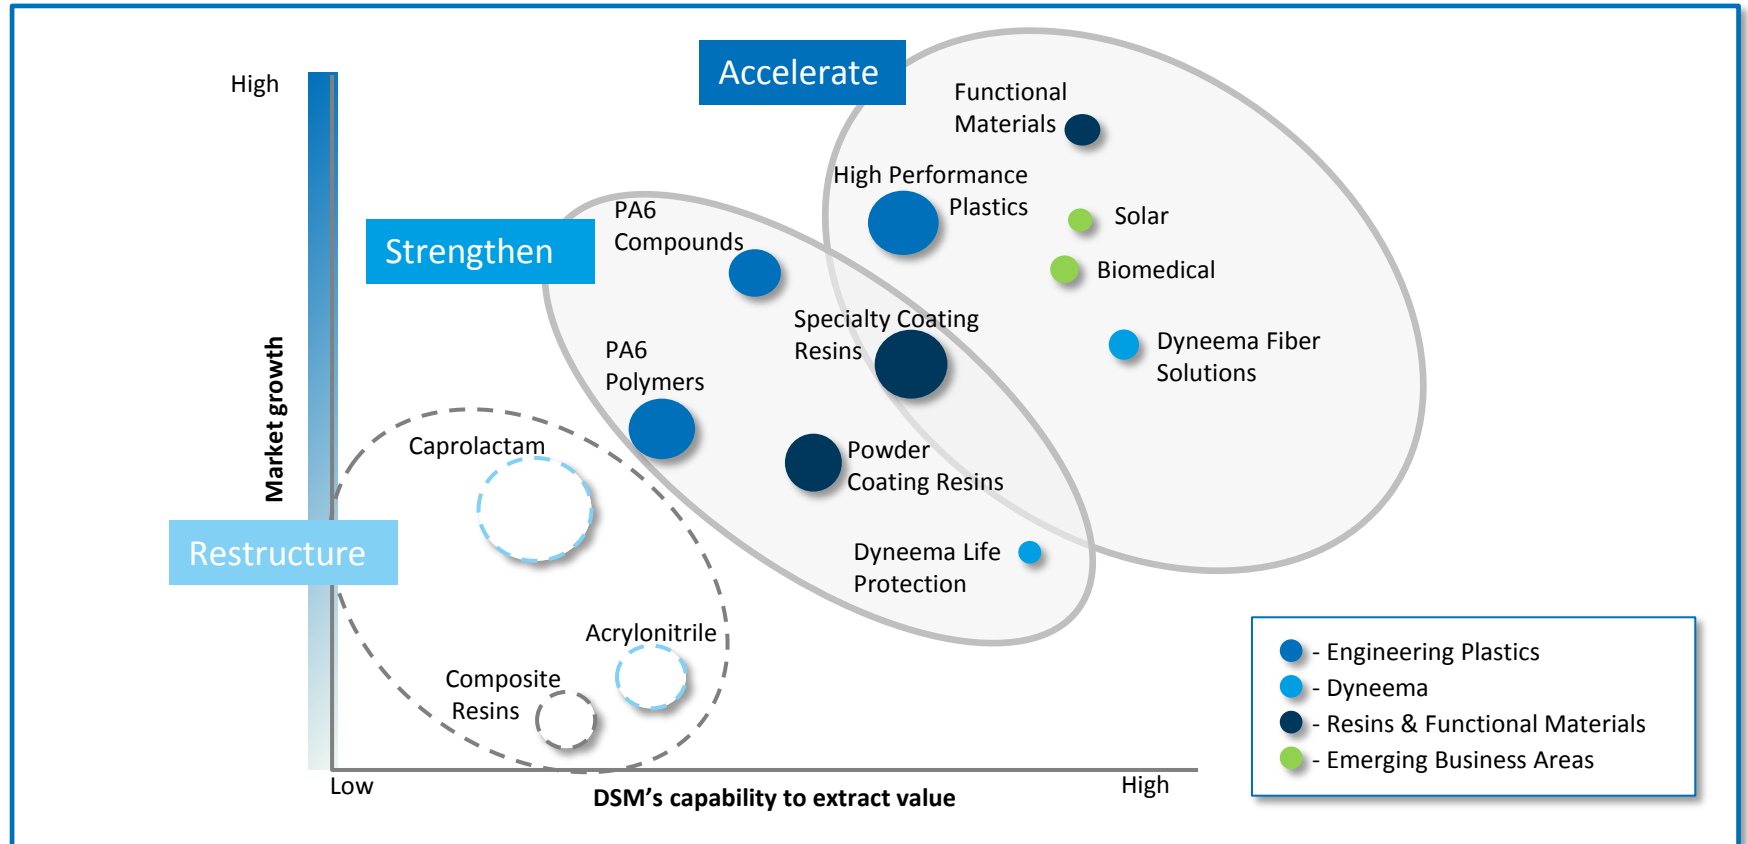 Accelerate
High
Functional
Materials
High Performance
Plastics
PA6
Compounds
Solar
Strengthen
Biomedical
Specialty Coating
Resins
Dyneema Fiber
Solutions
PA6
Polymers
Market growth
Caprolactam
Powder
Coating Resins
Restructure
Dyneema Life
Protection
Acrylonitrile
Composite
Resins
- Engineering Plastics
- Dyneema
- Resins & Functional Materials
- Emerging Business Areas
Low
High
DSM's capability to extract value